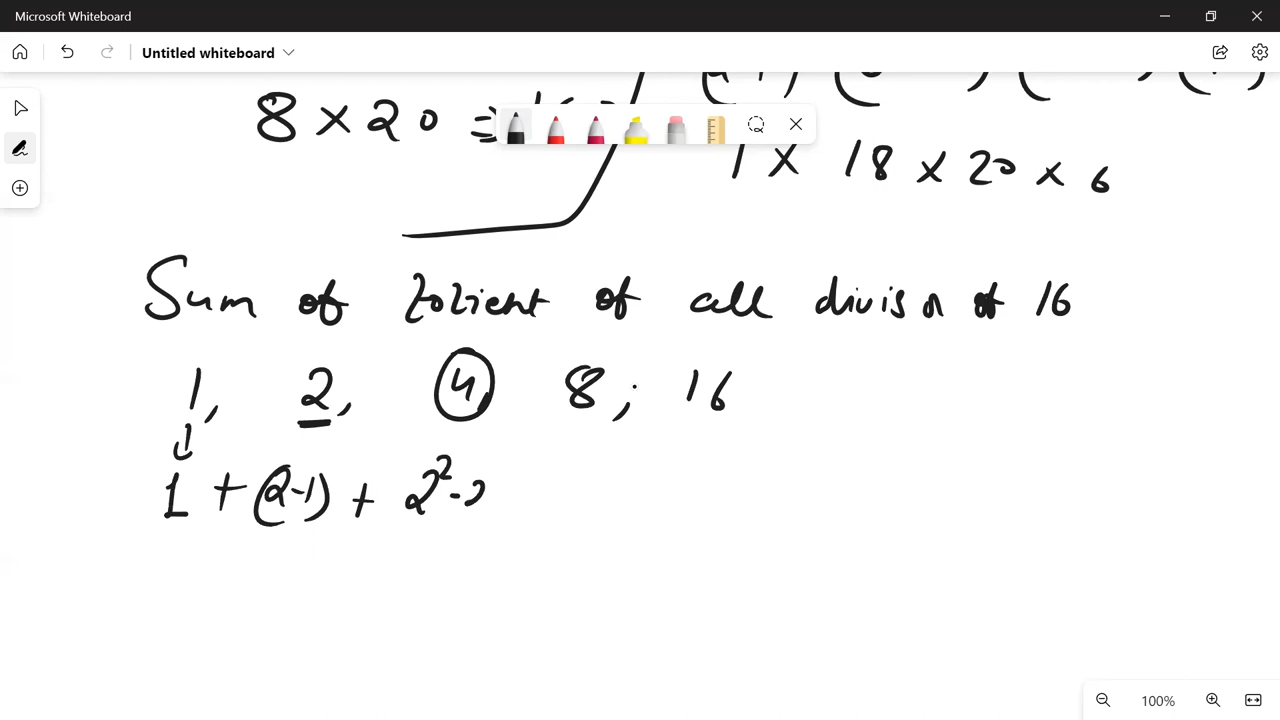 Microsoft Whiteboard
Untitled whiteboard
8 × 20 =
1 × 18 × 20 × 6
Sum of totient of all divisor of 16
1, 2, 4, 8, 16
1 + (2-1) + 2² - 2
100%